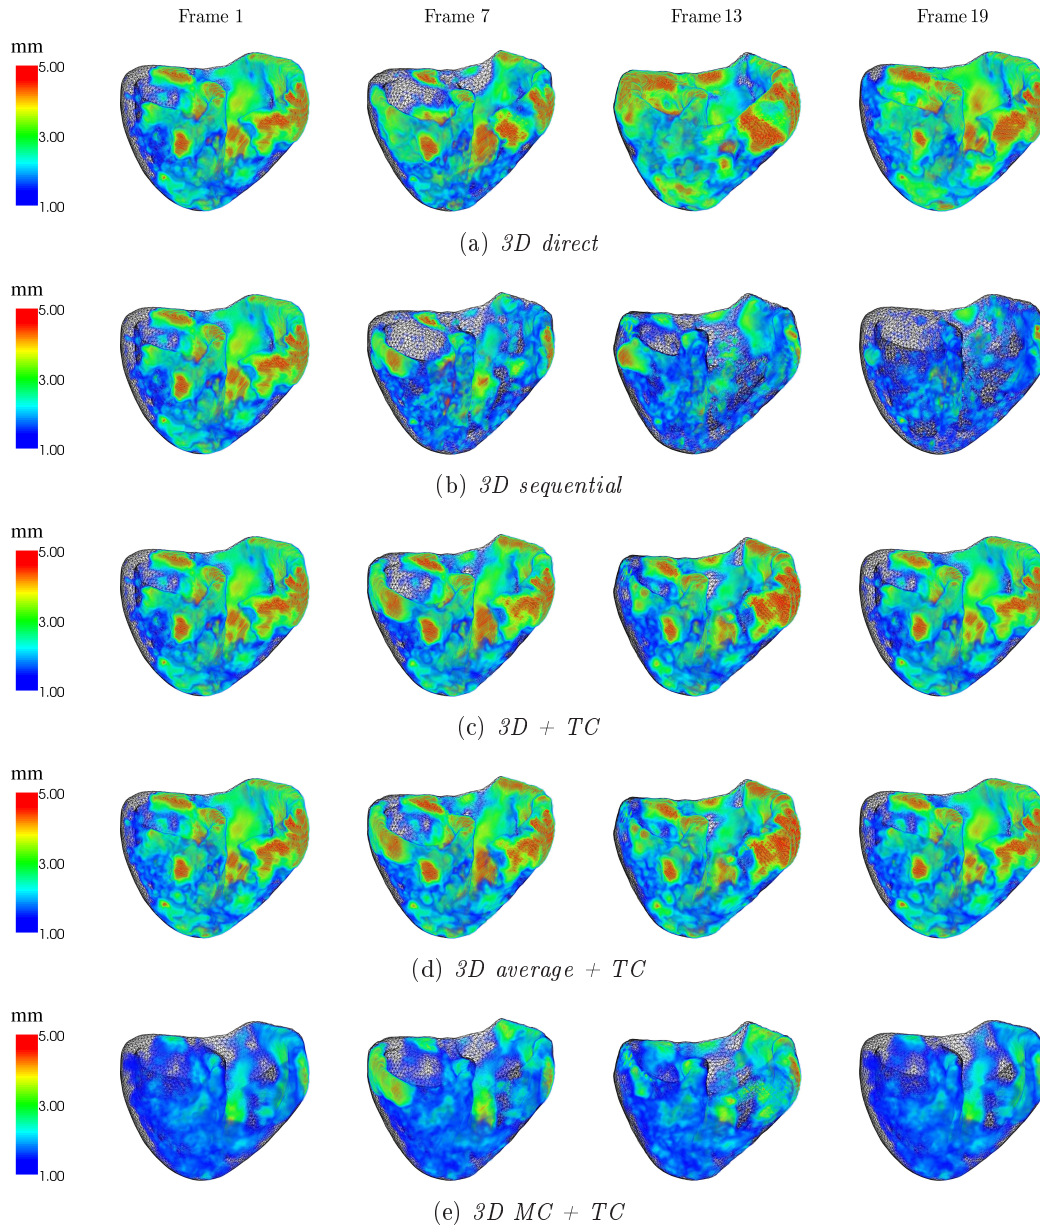 Frame 1 Frame 7 Frame 13 Frame 19
mm
5.00
3.00
1.00
(a) 3D direct
mm
5.00
3.00
1.00
(b) 3D sequential
mm
5.00
3.00
1.00
(c) 3D + TC
mm
5.00
3.00
1.00
(d) 3D average + TC
mm
5.00
3.00
1.00
(e) 3D MC + TC